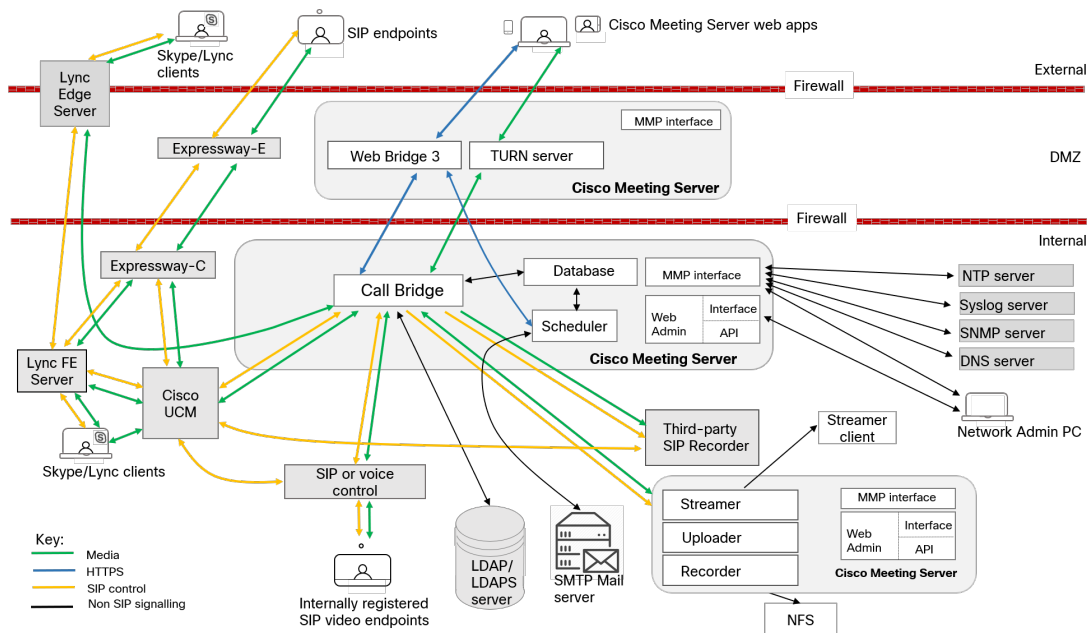 Skype/Lync
clients
SIP endpoints
Cisco Meeting Server web apps
External
Lync
Edge
Server
Firewall
MMP interface
Expressway-E
Web Bridge 3
TURN server
DMZ
Cisco Meeting Server
Firewall
Internal
Expressway-C
Database
MMP interface
NTP server
Call Bridge
Syslog server
Scheduler
Web
Admin
Interface
API
SNMP server
Cisco Meeting Server
DNS server
Lync FE
Server
Cisco
UCM
Network Admin PC
Streamer
client
Third-party
SIP Recorder
Skype/Lync clients
SIP or voice
control
Streamer
Uploader
Recorder
MMP interface
Web
Admin
Interface
API
Cisco Meeting Server
Key:
Media
HTTPS
SIP control
Non SIP signalling
Internally registered
SIP video endpoints
LDAP/
LDAPS
server
SMTP Mail
server
NFS
S
S